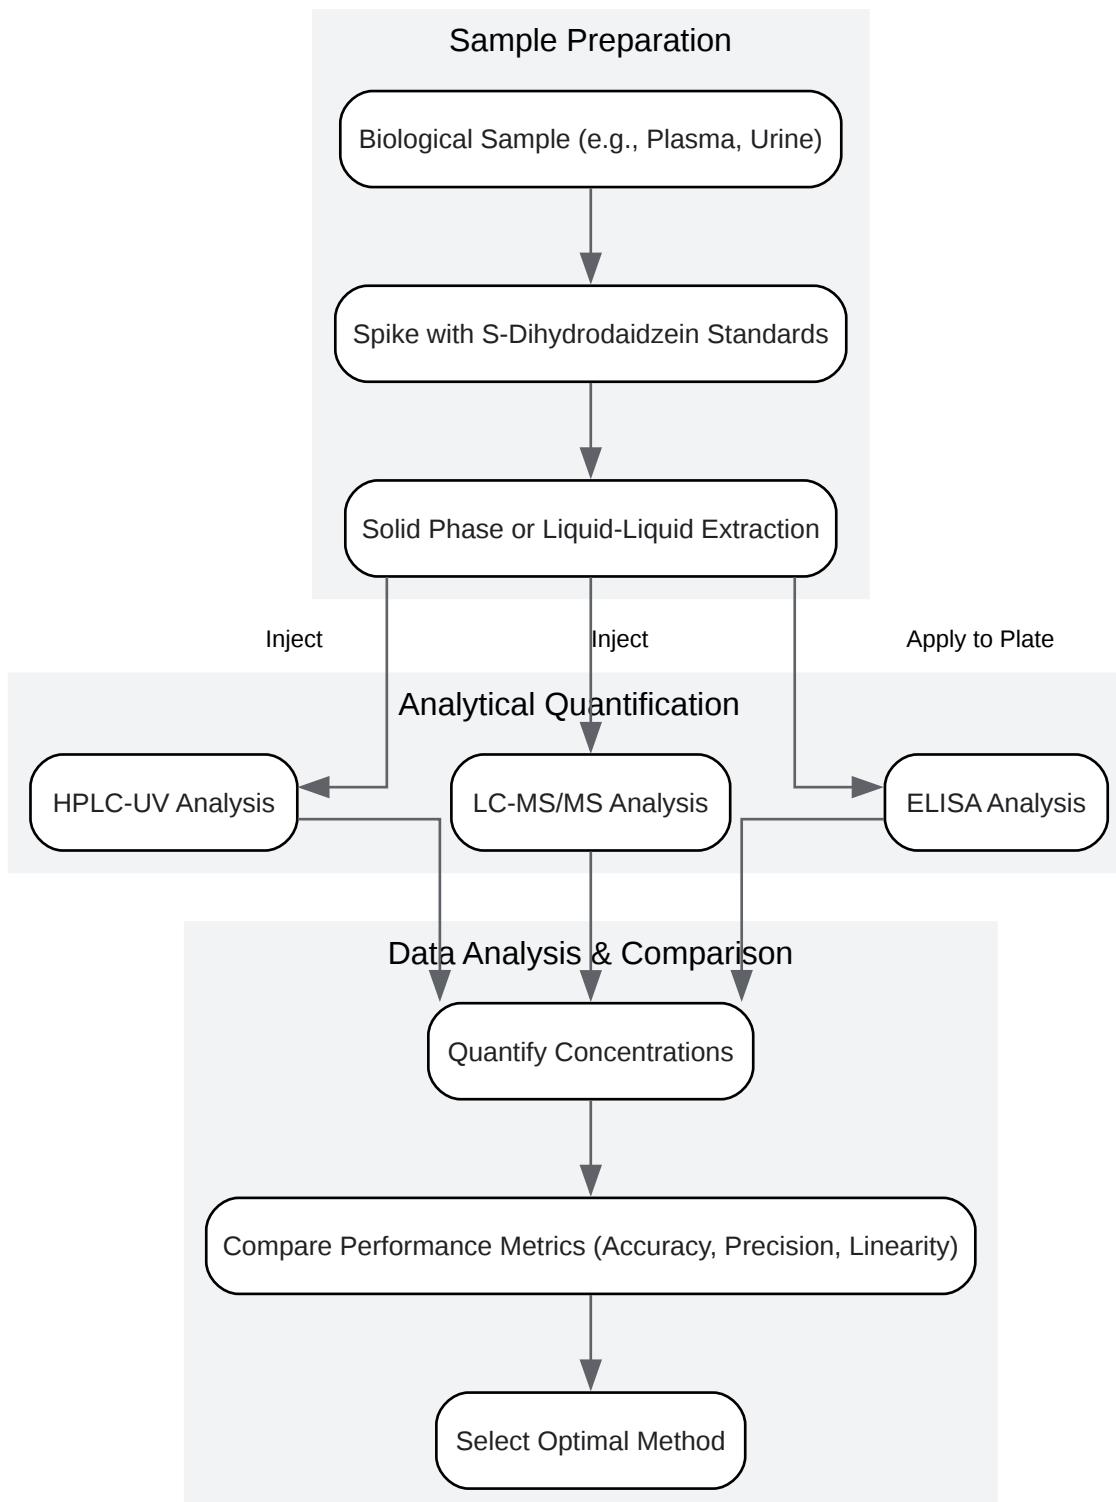 Sample Preparation
Biological Sample (e.g., Plasma, Urine)
Spike with S-Dihydrodaidzein Standards
Solid Phase or Liquid-Liquid Extraction
Inject
Inject
Apply to Plate
Analytical Quantification
HPLC-UV Analysis
LC-MS/MS Analysis
ELISA Analysis
Data Analysis & Comparison
Quantify Concentrations
Compare Performance Metrics (Accuracy, Precision, Linearity)
Select Optimal Method